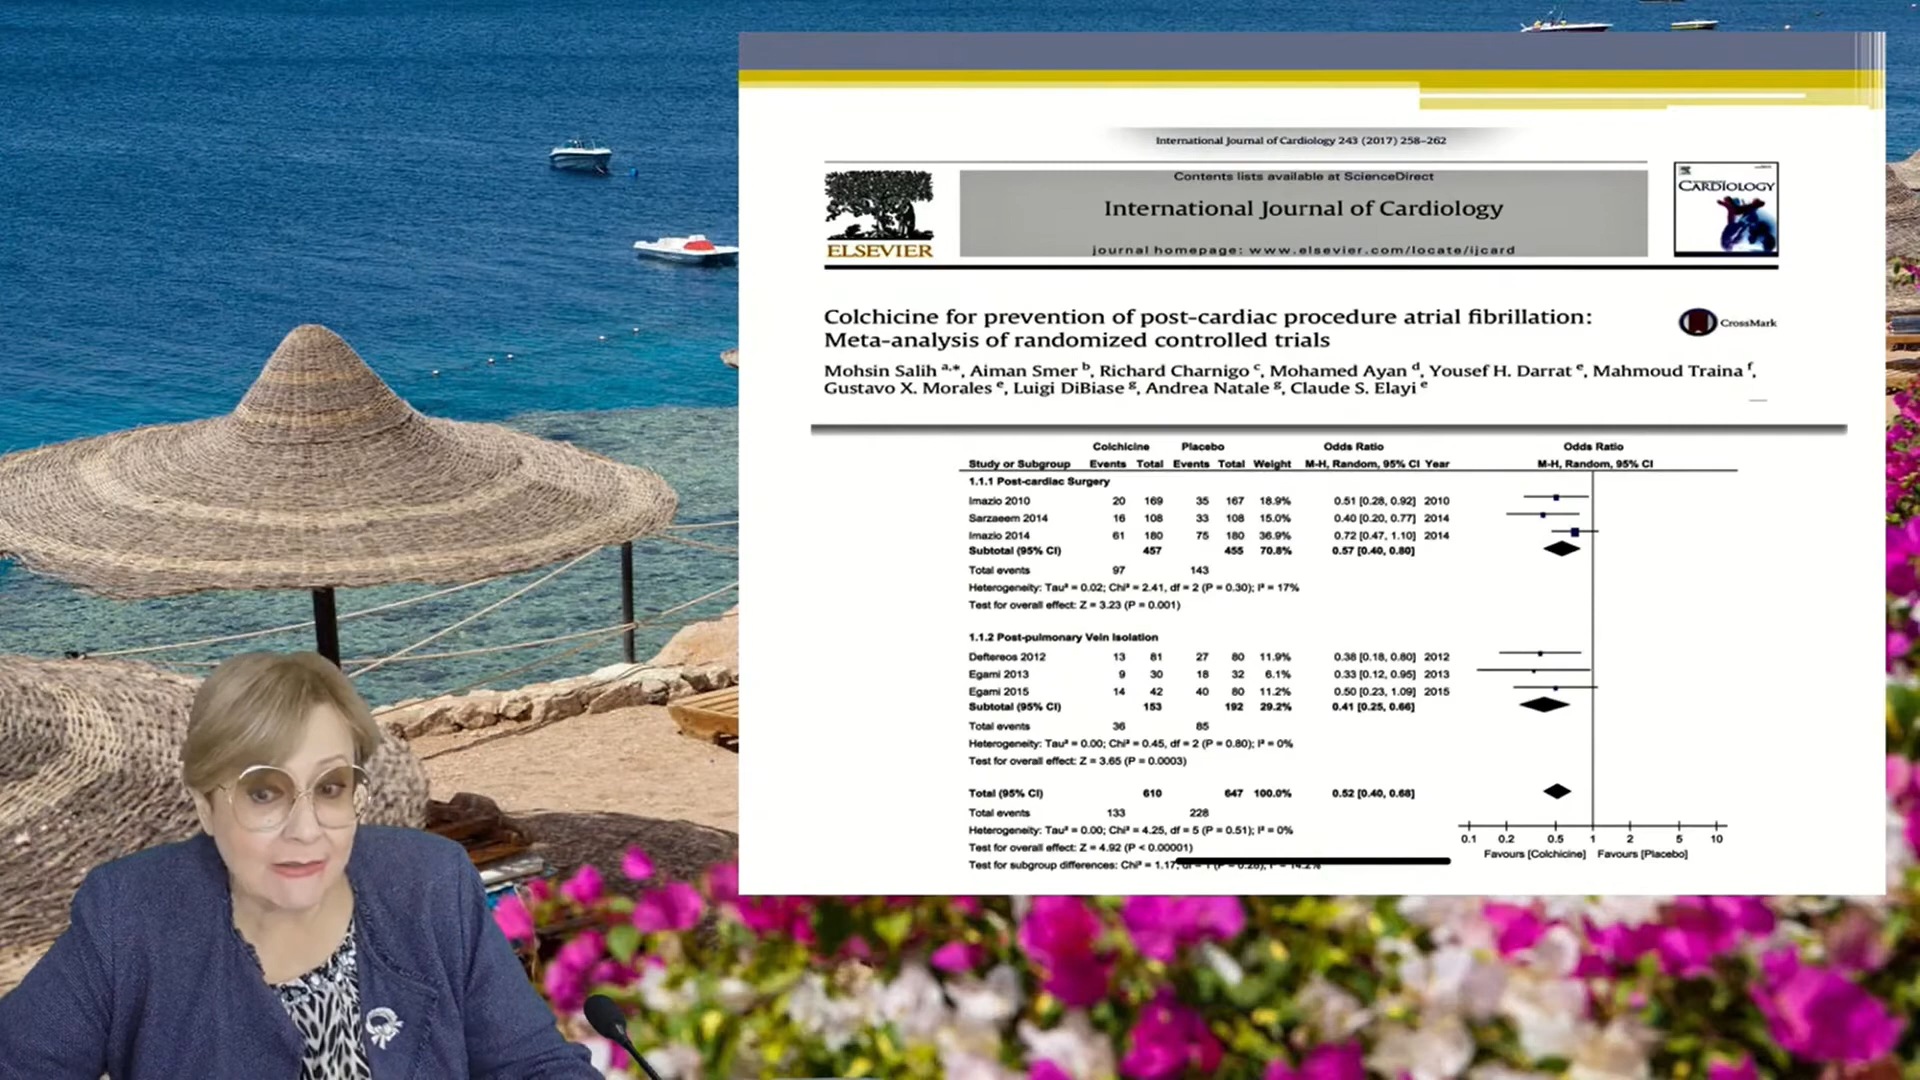 International Journal of Cardiology 243 (2017) 258–262
Contents lists available at ScienceDirect
International Journal of Cardiology
journal homepage: www.elsevier.com/locate/ijcard
ELSEVIER
CARDIOLOGY
Colchicine for prevention of post-cardiac procedure atrial fibrillation:
Meta-analysis of randomized controlled trials
CrossMark
Mohsin Salih a,*, Aiman Smer b, Richard Charnigo c, Mohamed Ayan d, Yousef H. Darrat e, Mahmoud Traina f,
Gustavo X. Morales e, Luigi DiBiase g, Andrea Natale g, Claude S. Elayi e
Colchicine Placebo Odds Ratio Odds Ratio
Study or Subgroup Events Total Events Total Weight M-H, Random, 95% CI Year M-H, Random, 95% CI
1.1.1 Post-cardiac Surgery
Imazio 2010 20 169 35 167 18.9% 0.51 [0.28, 0.92] 2010
Sarzaeem 2014 16 108 33 108 15.0% 0.40 [0.20, 0.77] 2014
Imazio 2014 61 180 75 180 36.9% 0.72 [0.47, 1.10] 2014
Subtotal (95% CI) 457 455 70.8% 0.57 [0.40, 0.80]
Total events 97 143
Heterogeneity: Tau² = 0.02; Chi² = 2.41, df = 2 (P = 0.30); I² = 17%
Test for overall effect: Z = 3.23 (P = 0.001)
1.1.2 Post-pulmonary Vein Isolation
Deftereos 2012 13 81 27 80 11.9% 0.38 [0.18, 0.80] 2012
Egami 2013 9 30 18 32 6.1% 0.33 [0.12, 0.95] 2013
Egami 2015 14 42 40 80 11.2% 0.50 [0.23, 1.09] 2015
Subtotal (95% CI) 153 192 29.2% 0.41 [0.25, 0.66]
Total events 36 85
Heterogeneity: Tau² = 0.00; Chi² = 0.45, df = 2 (P = 0.80); I² = 0%
Test for overall effect: Z = 3.65 (P = 0.0003)
Total (95% CI) 610 647 100.0% 0.52 [0.40, 0.68]
Total events 133 228
Heterogeneity: Tau² = 0.00; Chi² = 4.25, df = 5 (P = 0.51); I² = 0%
Test for overall effect: Z = 4.92 (P < 0.00001)
Test for subgroup differences: Chi² = 1.17,
0.1 0.2 0.5 1 2 5 10
Favours [Colchicine] Favours [Placebo]